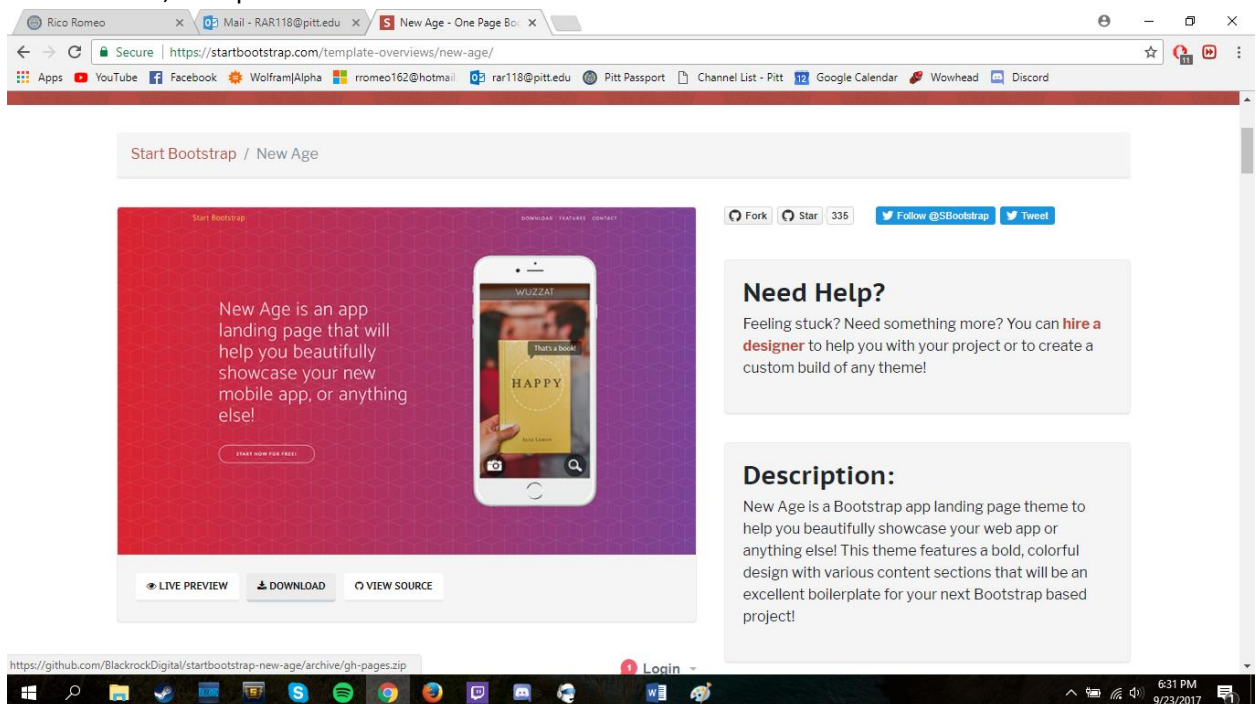 Rico Romeo
Mail - RAR118@pitt.edu
New Age - One Page Boo
Secure | https://startbootstrap.com/template-overviews/new-age/
11
Apps YouTube Facebook Wolfram|Alpha rromeo162@hotmail rar118@pitt.edu Pitt Passport Channel List - Pitt 12 Google Calendar Wowhead Discord
Start Bootstrap / New Age
Start Bootstrap
DOWNLOAD FEATURES CONTACT
New Age is an app
landing page that will
help you beautifully
showcase your new
mobile app, or anything
else!
START NOW FOR FREE!
WUZZAT
That's a book!
HAPPY
LIVE PREVIEW
DOWNLOAD
VIEW SOURCE
Fork Star 335 Follow @SBootstrap Tweet
Need Help?
Feeling stuck? Need something more? You can hire a
designer to help you with your project or to create a
custom build of any theme!
Description:
New Age is a Bootstrap app landing page theme to
help you beautifully showcase your web app or
anything else! This theme features a bold, colorful
design with various content sections that will be an
excellent boilerplate for your next Bootstrap based
project!
https://github.com/BlackrockDigital/startbootstrap-new-age/archive/gh-pages.zip
1 Login
6:31 PM
9/23/2017